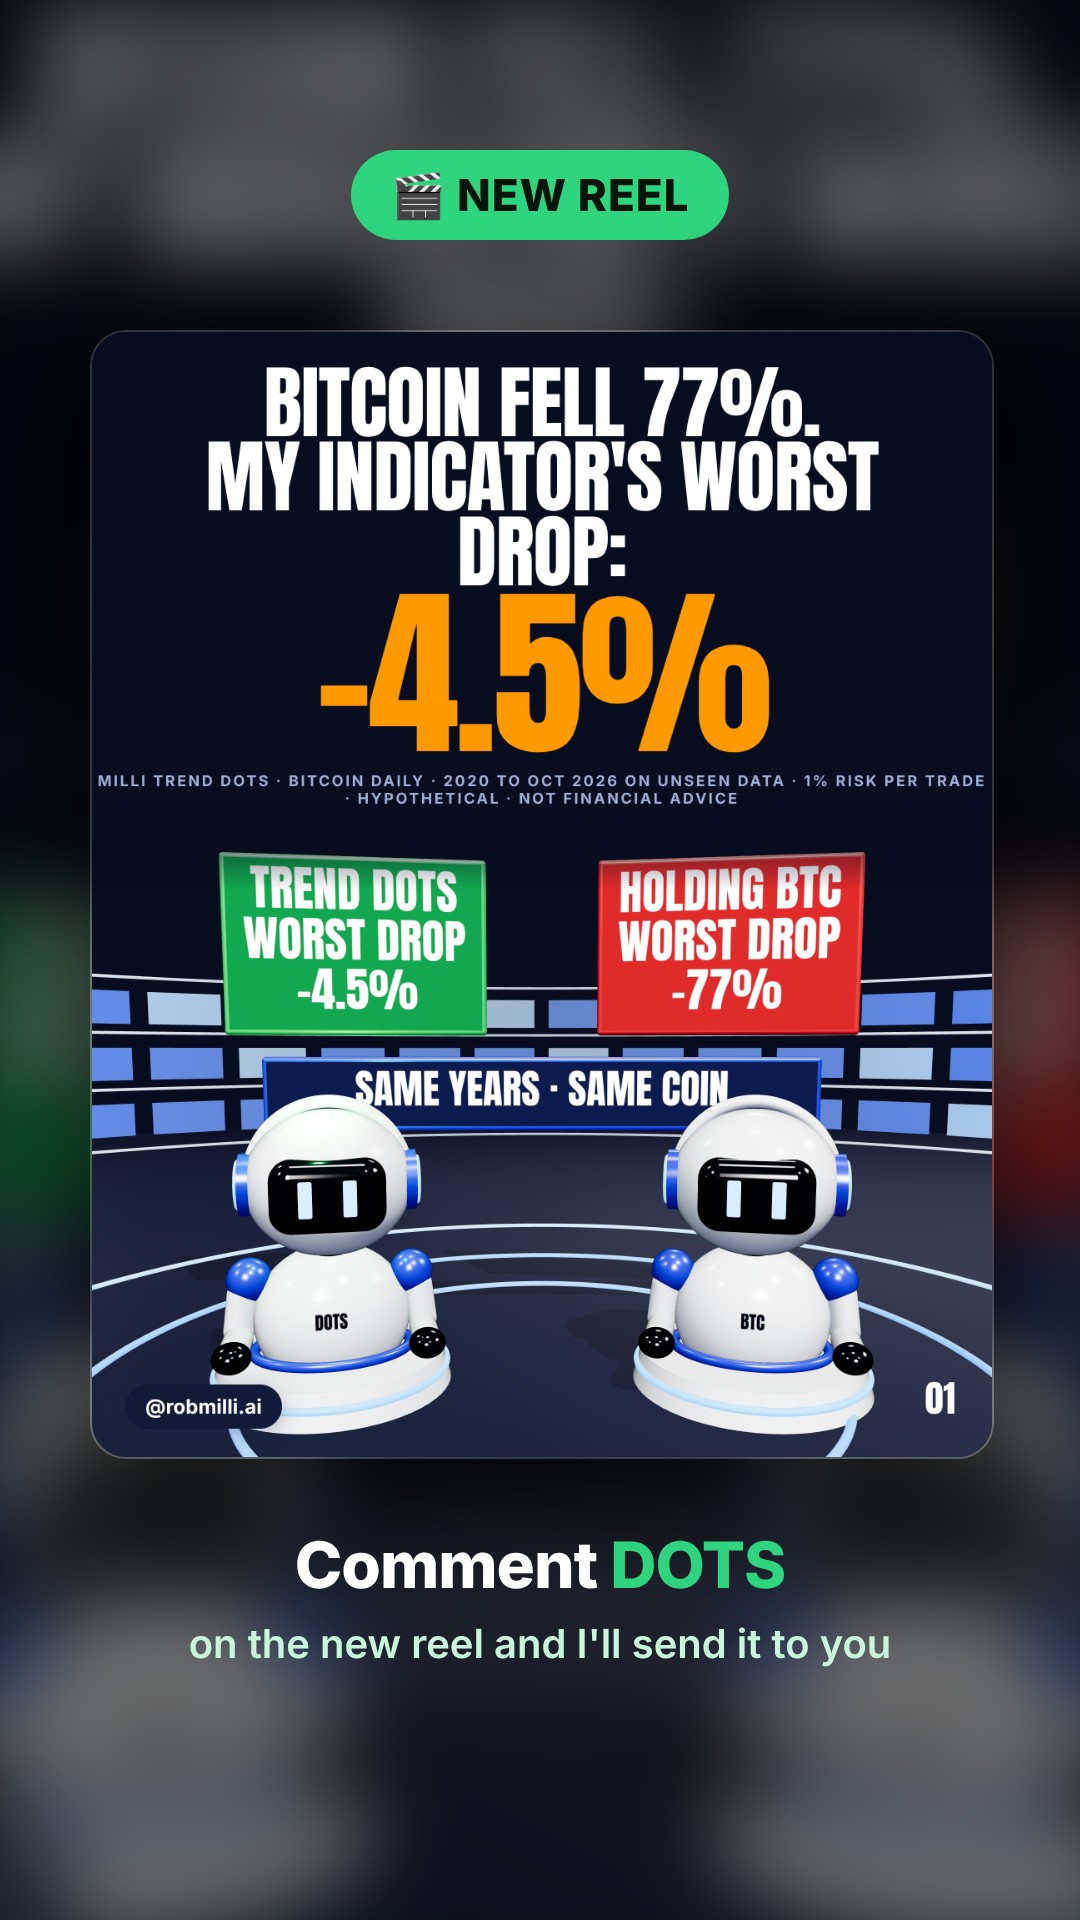 🎬 NEW REEL
BITCOIN FELL 77%.
MY INDICATOR'S WORST
DROP:
-4.5%
MILLI TREND DOTS · BITCOIN DAILY · 2020 TO OCT 2026 ON UNSEEN DATA · 1% RISK PER TRADE
· HYPOTHETICAL · NOT FINANCIAL ADVICE
TREND DOTS
WORST DROP
-4.5%
HOLDING BTC
WORST DROP
-77%
SAME YEARS · SAME COIN
DOTS
BTC
@robmilli.ai
01
Comment DOTS
on the new reel and I'll send it to you